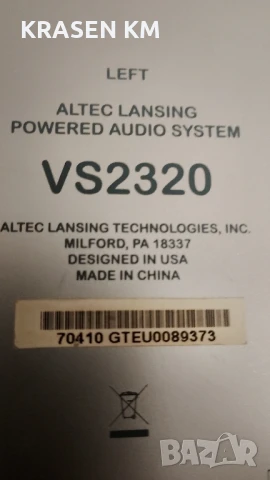 KRASEN KM
LEFT
ALTEC LANSING
POWERED AUDIO SYSTEM
VS2320
ALTEC LANSING TECHNOLOGIES, INC.
MILFORD, PA 18337
DESIGNED IN USA
MADE IN CHINA
70410 GTEU0089373
bazar